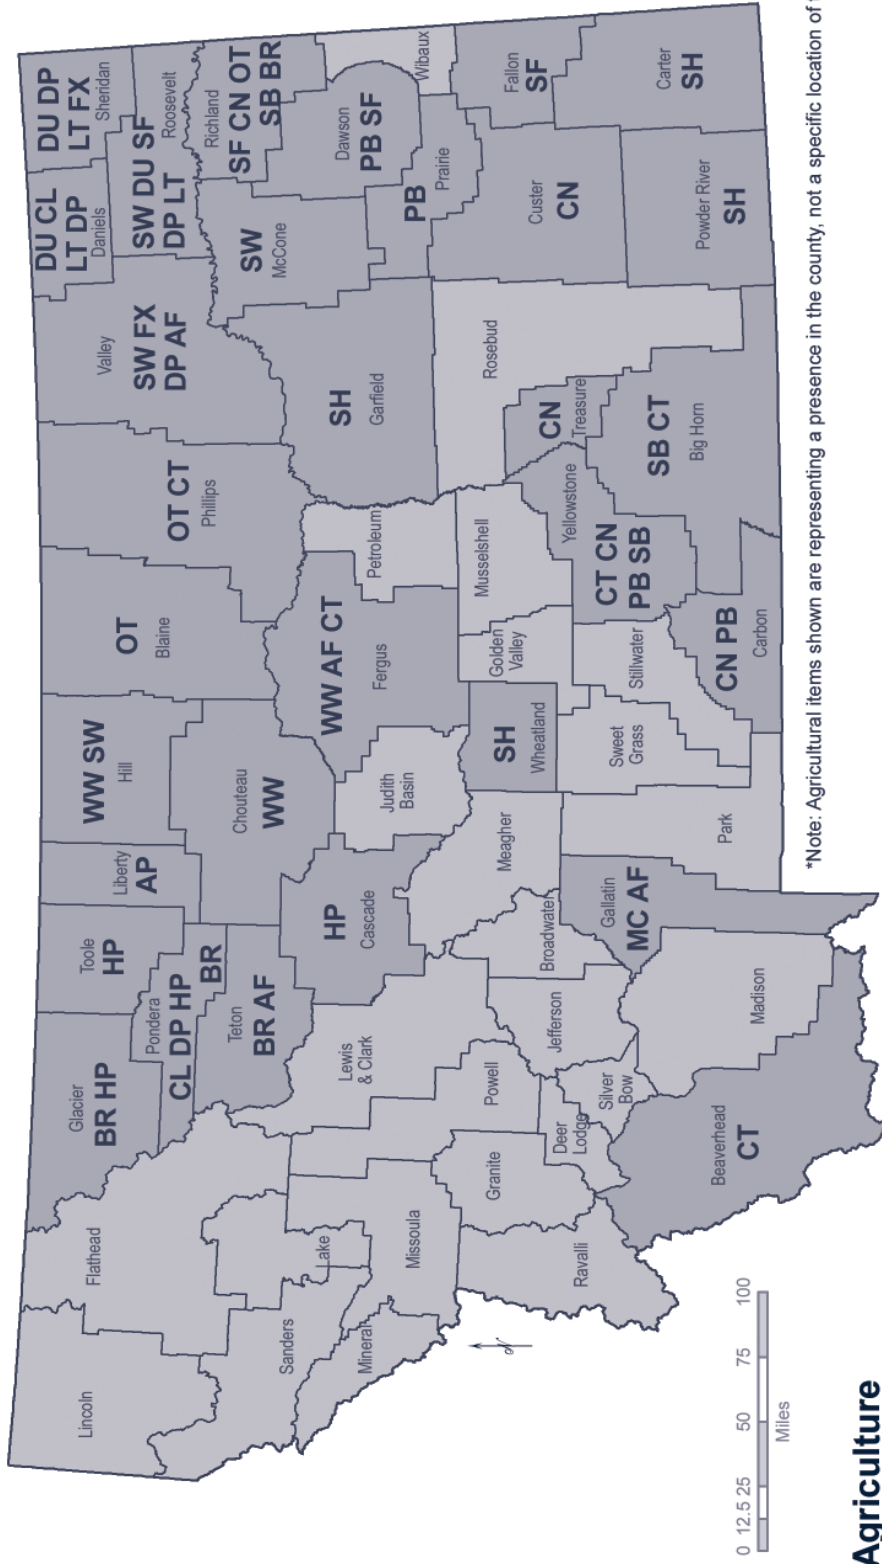 Lincoln
Flathead
Glacier
BR HP
Toole
HP
Liberty
AP
WW SW
Hill
OT
Blaine
OT CT
Phillips
Valley
SW FX
DP AF
DU CL
LT DP
Daniels
DU DP
LT FX
Sheridan
Roosevelt
SW DU SF
DP LT
Pondera
CL DP HP
BR
Teton
BR AF
Chouteau
WW
Richland
SF CN OT
SB BR
SW
McCone
Dawson
PB SF
Wibaux
PB
Prairie
SH
Garfield
Petroleum
WW AF CT
Fergus
Judith
Basin
HP
Cascade
Lewis
& Clark
Lake
Sanders
Mineral
Missoula
Powell
Granite
Meagher
SH
Wheatland
Golden
Valley
Musselshell
Rosebud
Custer
CN
Fallon
SF
Carter
SH
Powder River
SH
CN
Treasure
Yellowstone
CT CN
PB SB
SB CT
Big Horn
Stillwater
Sweet
Grass
CN PB
Carbon
Park
Gallatin
MC AF
Broadwater
Jefferson
Deer
Lodge
Silver
Bow
Ravalli
Madison
Beaverhead
CT
N
0 12.5 25 50 75 100
Miles
*Note: Agricultural items shown are representing a presence in the county, not a specific location of
Agriculture